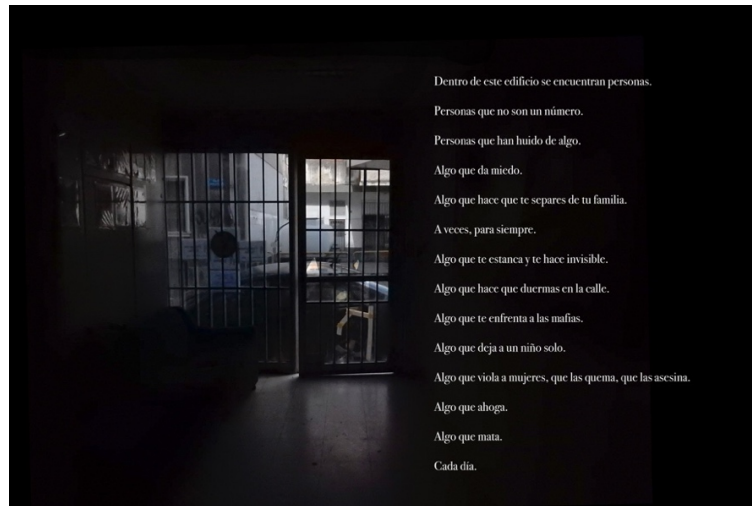 Dentro de este edificio se encuentran personas.
Personas que no son un número.
Personas que han huido de algo.
Algo que da miedo.
Algo que hace que te separes de tu familia.
A veces, para siempre.
Algo que te estanca y te hace invisible.
Algo que hace que duermas en la calle.
Algo que te enfrenta a las mafias.
Algo que deja a un niño solo.
Algo que viola a mujeres, que las quema, que las asesina.
Algo que ahoga.
Algo que mata.
Cada día.